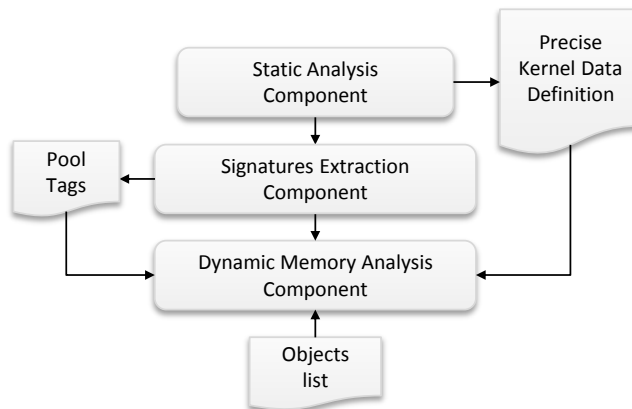 Static Analysis
Component
Precise
Kernel Data
Definition
Pool
Tags
Signatures Extraction
Component
Dynamic Memory Analysis
Component
Objects
list